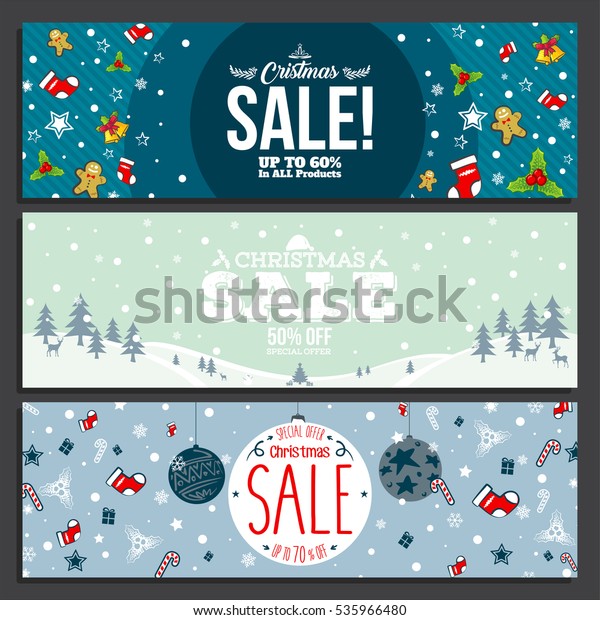 Cristmas
SALE!
UP TO 60%
In ALL Products
CHRISTMAS
SALE
50% OFF
SPECIAL OFFER
SPECIAL OFFER
Christmas
SALE
UP TO 70% OFF
shutterstock
www.shutterstock.com · 535966480